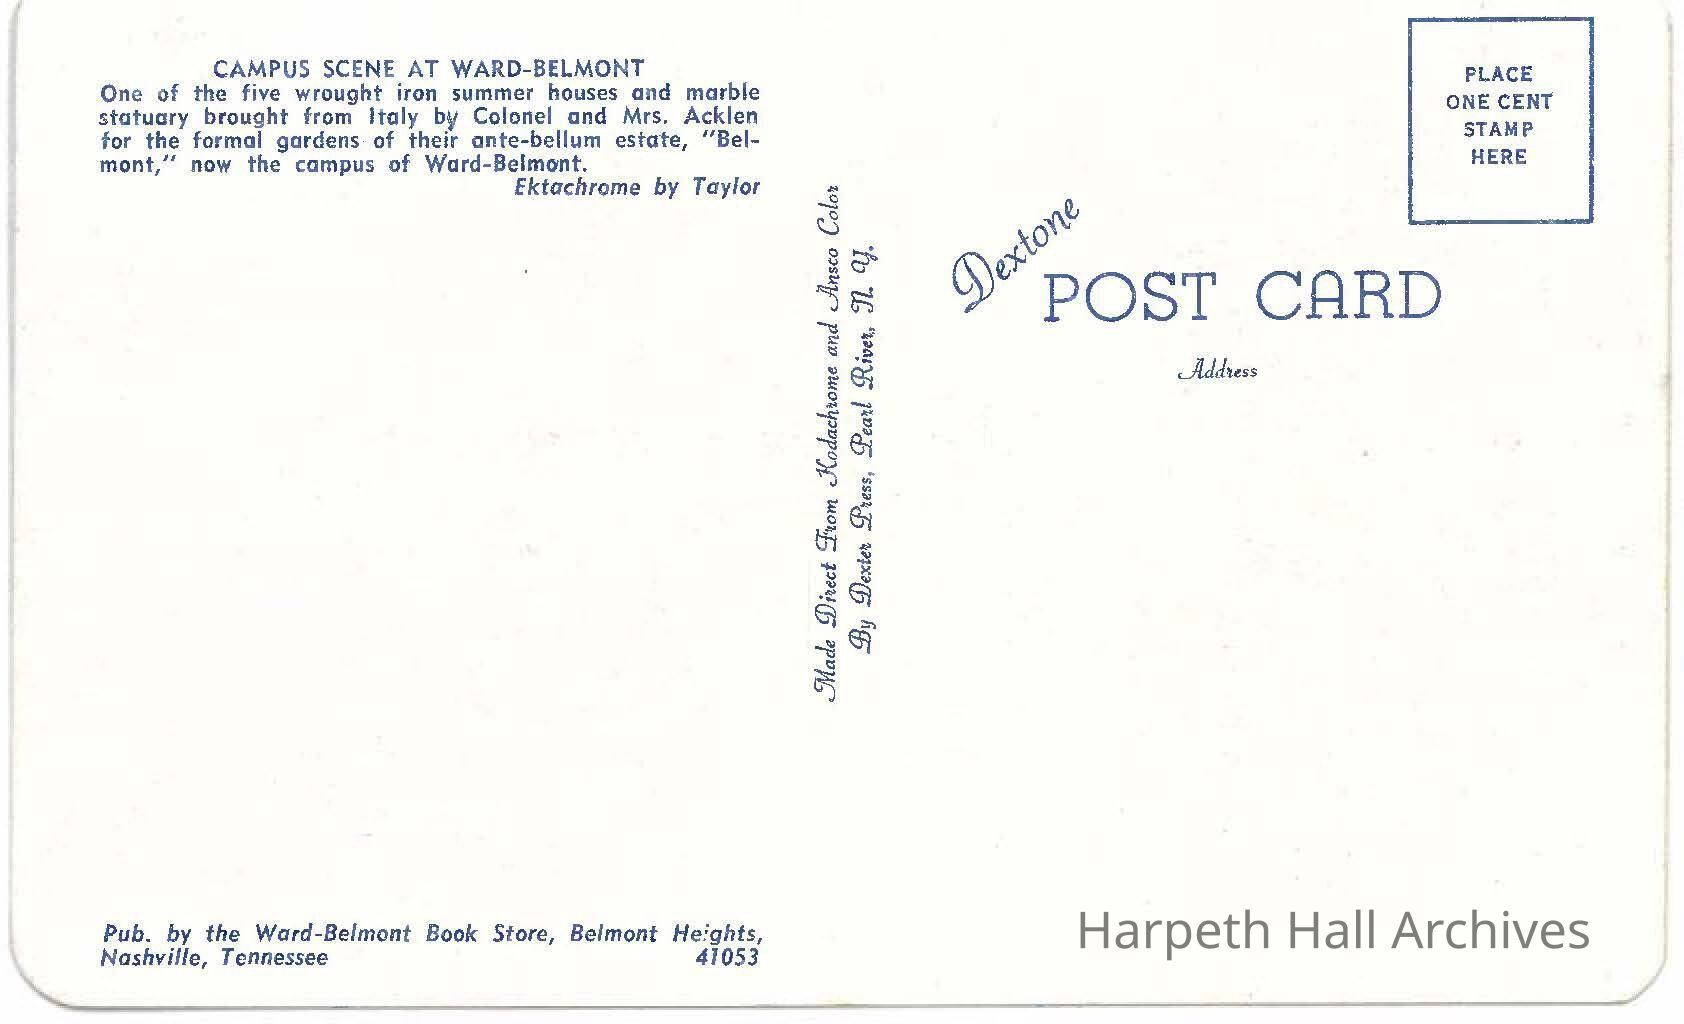 CAMPUS SCENE AT WARD-BELMONT
One of the five wrought iron summer houses and marble
statuary brought from Italy by Colonel and Mrs. Acklen
for the formal gardens of their ante-bellum estate, "Bel-
mont," now the campus of Ward-Belmont.
Ektachrome by Taylor
Made Direct From Kodachrome and Ansco Color
By Dexter Press, Pearl River, N. Y.
PLACE
ONE CENT
STAMP
HERE
Dextone
POST CARD
Address
Pub. by the Ward-Belmont Book Store, Belmont Heights,
Nashville, Tennessee 41053
Harpeth Hall Archives